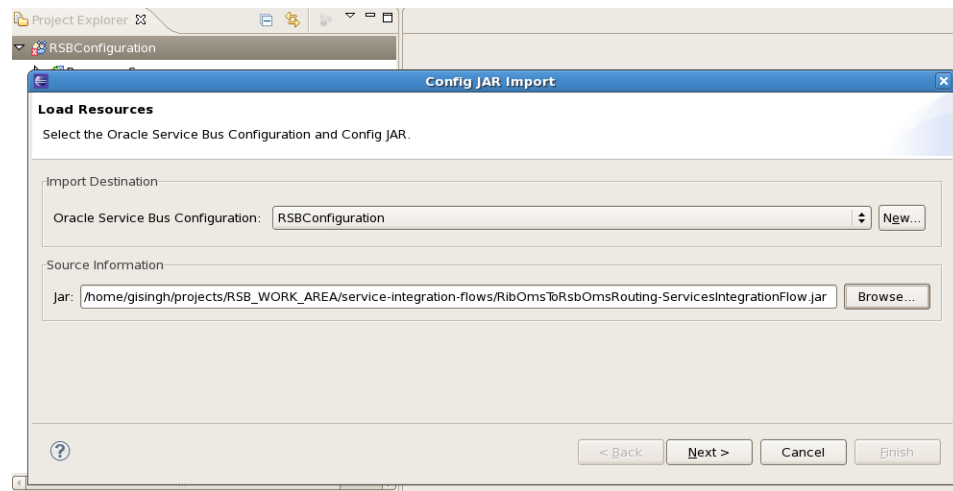 Project Explorer
RSBConfiguration
Config JAR Import
Load Resources
Select the Oracle Service Bus Configuration and Config JAR.
Import Destination
Oracle Service Bus Configuration: RSBConfiguration New...
Source Information
Jar: /home/gisingh/projects/RSB_WORK_AREA/service-integration-flows/RibOmsToRsbOmsRouting-ServicesIntegrationFlow.jar Browse...
? < Back Next > Cancel Finish